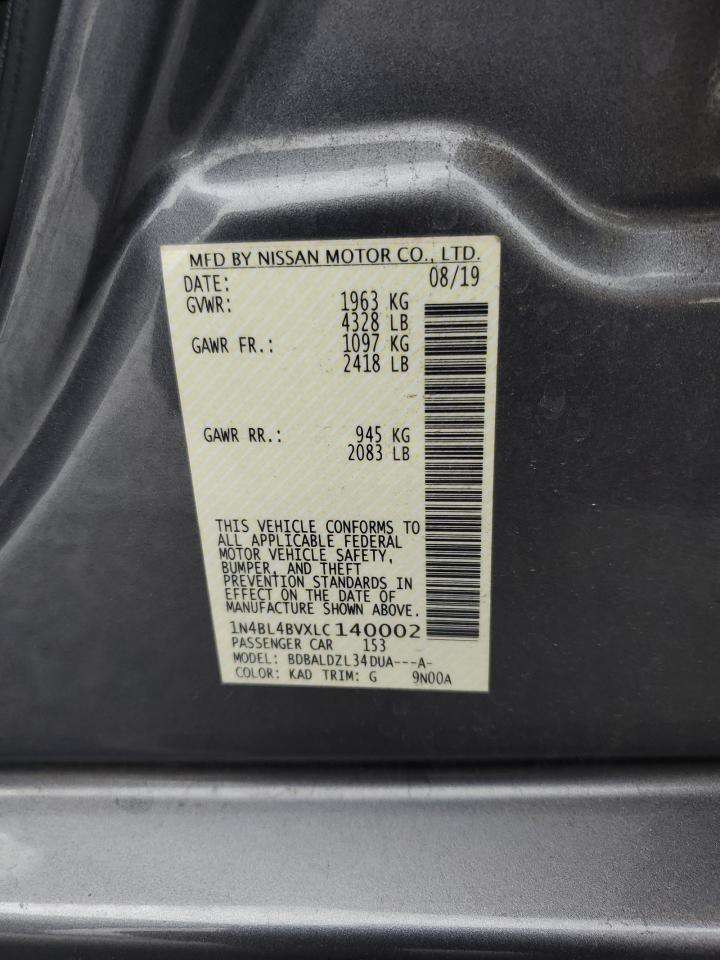 MFD BY NISSAN MOTOR CO., LTD.
DATE: 08/19
GVWR: 1963 KG
4328 LB
GAWR FR.: 1097 KG
2418 LB
GAWR RR.: 945 KG
2083 LB
THIS VEHICLE CONFORMS TO
ALL APPLICABLE FEDERAL
MOTOR VEHICLE SAFETY,
BUMPER, AND THEFT
PREVENTION STANDARDS IN
EFFECT ON THE DATE OF
MANUFACTURE SHOWN ABOVE.
1N4BL4BVXLC140002
PASSENGER CAR 153
MODEL: BDBALDZL34DUA---A-
COLOR: KAD TRIM: G 9N00A